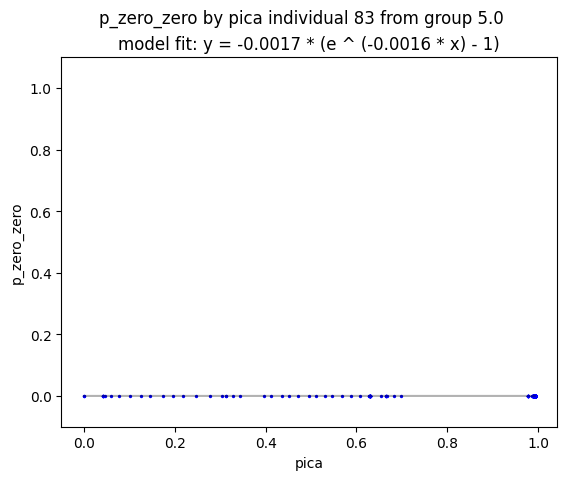 p_zero_zero by pica individual 83 from group 5.0
model fit: y = -0.0017 * (e ^ (-0.0016 * x) - 1)
1.0
0.8
0.6
0.4
0.2
0.0
p_zero_zero
0.0 0.2 0.4 0.6 0.8 1.0
pica